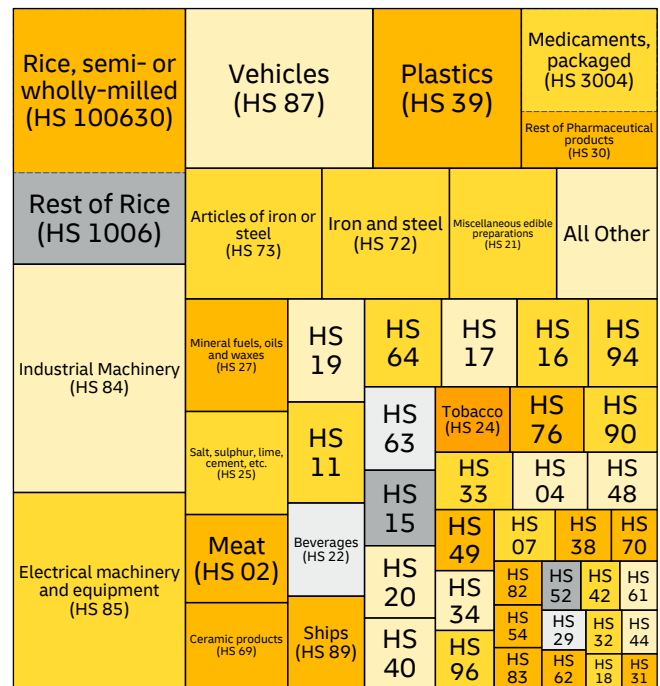 Rice, semi- or
wholly-milled
(HS 100630)
Rest of Rice
(HS 1006)
Industrial Machinery
(HS 84)
Electrical machinery
and equipment
(HS 85)
Vehicles
(HS 87)
Plastics
(HS 39)
Medicaments,
packaged
(HS 3004)
Rest of Pharmaceutical
products
(HS 30)
Articles of iron or
steel
(HS 73)
Iron and steel
(HS 72)
Miscellaneous edible
preparations
(HS 21)
All Other
Mineral fuels, oils
and waxes
(HS 27)
Salt, sulphur, lime,
cement, etc.
(HS 25)
Meat
(HS 02)
Ceramic products
(HS 69)
HS
19
HS
11
Beverages
(HS 22)
Ships
(HS 89)
HS
64
HS
17
HS
16
HS
94
HS
63
HS
15
HS
20
HS
40
Tobacco
(HS 24)
HS
76
HS
90
HS
33
HS
04
HS
48
HS
49
HS
34
HS
96
HS
07
HS
38
HS
70
HS
82
HS
54
HS
83
HS
52
HS
29
HS
62
HS
42
HS
61
HS
32
HS
44
HS
18
HS
31